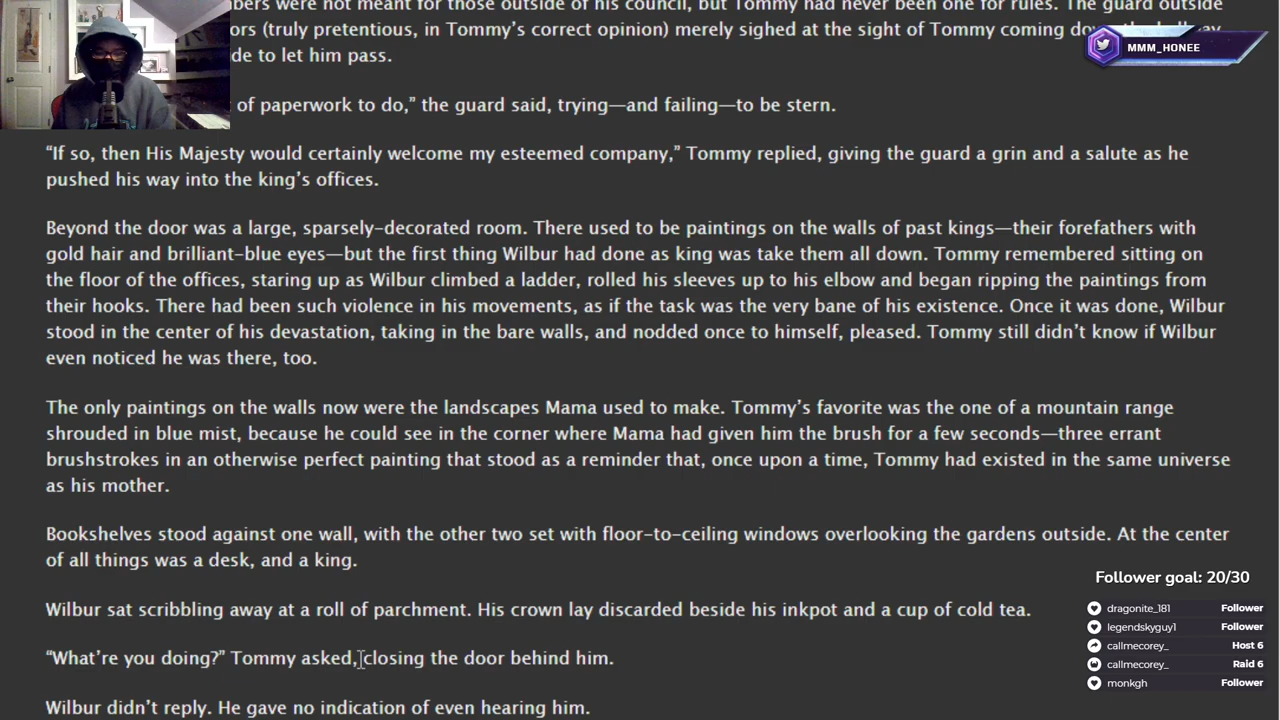 bers were not meant for those outside of his council, but Tommy had never been one for rules. The guard outside
ors (truly pretentious, in Tommy's correct opinion) merely sighed at the sight of Tommy coming
de to let him pass.
MMM_HONEE
of paperwork to do,” the guard said, trying—and failing—to be stern.
“If so, then His Majesty would certainly welcome my esteemed company,” Tommy replied, giving the guard a grin and a salute as he
pushed his way into the king’s offices.
Beyond the door was a large, sparsely-decorated room. There used to be paintings on the walls of past kings—their forefathers with
gold hair and brilliant-blue eyes—but the first thing Wilbur had done as king was take them all down. Tommy remembered sitting on
the floor of the offices, staring up as Wilbur climbed a ladder, rolled his sleeves up to his elbow and began ripping the paintings from
their hooks. There had been such violence in his movements, as if the task was the very bane of his existence. Once it was done, Wilbur
stood in the center of his devastation, taking in the bare walls, and nodded once to himself, pleased. Tommy still didn’t know if Wilbur
even noticed he was there, too.
The only paintings on the walls now were the landscapes Mama used to make. Tommy’s favorite was the one of a mountain range
shrouded in blue mist, because he could see in the corner where Mama had given him the brush for a few seconds—three errant
brushstrokes in an otherwise perfect painting that stood as a reminder that, once upon a time, Tommy had existed in the same universe
as his mother.
Bookshelves stood against one wall, with the other two set with floor-to-ceiling windows overlooking the gardens outside. At the center
of all things was a desk, and a king.
Wilbur sat scribbling away at a roll of parchment. His crown lay discarded beside his inkpot and a cup of cold tea.
“What’re you doing?” Tommy asked, closing the door behind him.
Wilbur didn’t reply. He gave no indication of even hearing him.
Follower goal: 20/30
dragonite_181 Follower
legendskyguy1 Follower
callmecorey_ Host 6
callmecorey_ Raid 6
monkgh Follower